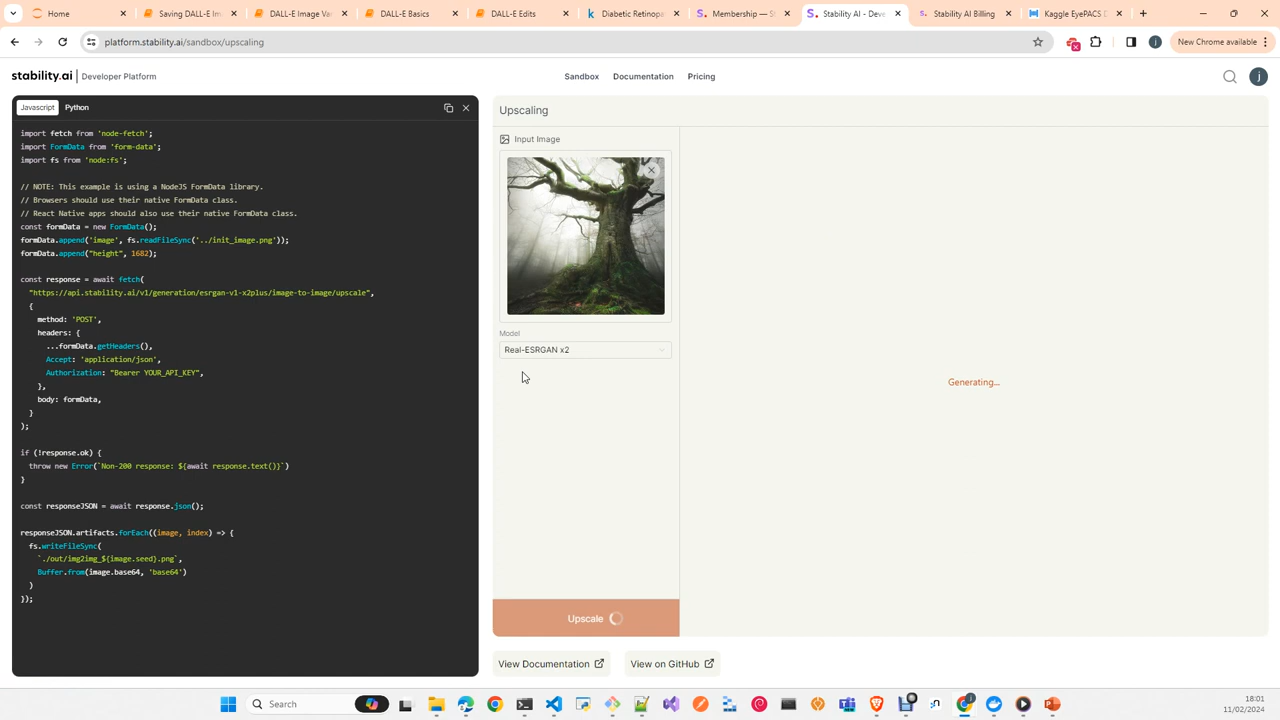 Home
Saving DALL-E Im
DALL-E Image Va
DALL-E Basics
DALL-E Edits
Diabetic Retinop
Membership — S
Stability AI - Deve
Stability AI Billing
Kaggle EyePACS D
platform.stability.ai/sandbox/upscaling
New Chrome available
stability.ai | Developer Platform
Sandbox
Documentation
Pricing
j
Javascript
Python
import fetch from 'node-fetch';
import FormData from 'form-data';
import fs from 'node:fs';
// NOTE: This example is using a NodeJS FormData library.
// Browsers should use their native FormData class.
// React Native apps should also use their native FormData class.
const formData = new FormData();
formData.append('image', fs.readFileSync('../init_image.png'));
formData.append("height", 1682);
const response = await fetch(
"https://api.stability.ai/v1/generation/esrgan-v1-x2plus/image-to-image/upscale",
{
method: 'POST',
headers: {
...formData.getHeaders(),
Accept: 'application/json',
Authorization: "Bearer YOUR_API_KEY",
},
body: formData,
}
);
if (!response.ok) {
throw new Error(`Non-200 response: ${await response.text()}`)
}
const responseJSON = await response.json();
responseJSON.artifacts.forEach((image, index) => {
fs.writeFileSync(
`./out/img2img_${image.seed}.png`,
Buffer.from(image.base64, 'base64')
)
});
Upscaling
Input Image
Model
Real-ESRGAN x2
Generating...
Upscale
View Documentation
View on GitHub
Search
18:01
11/02/2024